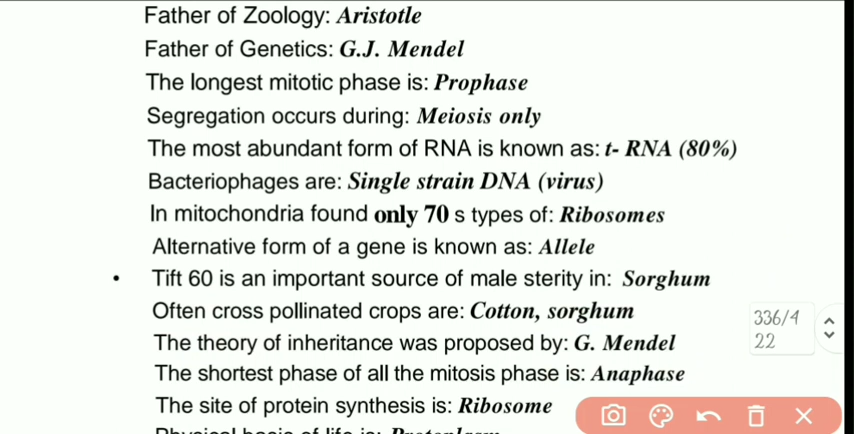 Father of Zoology: Aristotle
Father of Genetics: G.J. Mendel
The longest mitotic phase is: Prophase
Segregation occurs during: Meiosis only
The most abundant form of RNA is known as: t- RNA (80%)
Bacteriophages are: Single strain DNA (virus)
In mitochondria found only 70 s types of: Ribosomes
Alternative form of a gene is known as: Allele
• Tift 60 is an important source of male sterity in: Sorghum
Often cross pollinated crops are: Cotton, sorghum
The theory of inheritance was proposed by: G. Mendel
The shortest phase of all the mitosis phase is: Anaphase
The site of protein synthesis is: Ribosome
336/4
22